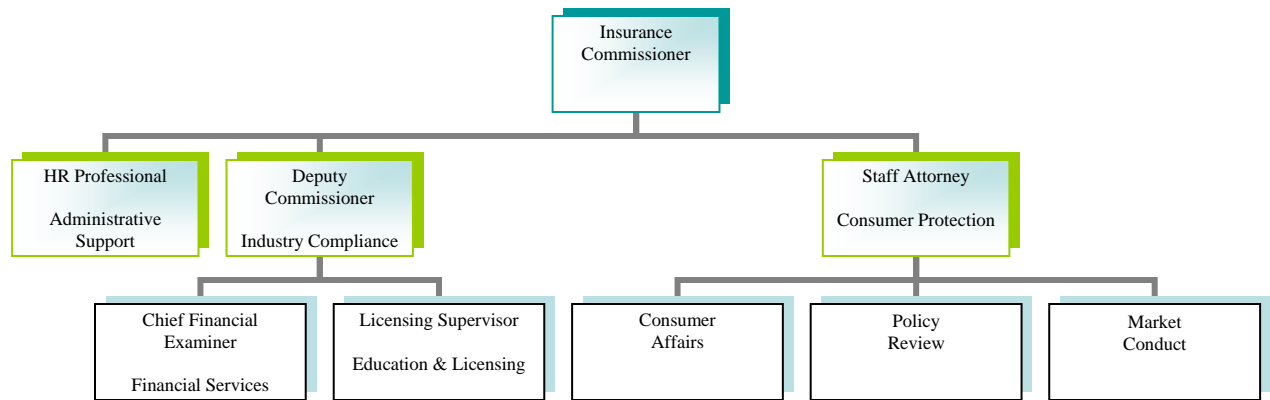 Insurance
Commissioner
HR Professional
Administrative
Support
Deputy
Commissioner
Industry Compliance
Staff Attorney
Consumer Protection
Chief Financial
Examiner
Financial Services
Licensing Supervisor
Education & Licensing
Consumer
Affairs
Policy
Review
Market
Conduct